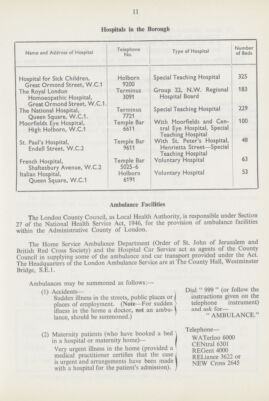 11
Hospitals in the Borough
Name and Address of Hospital Telephone No. Type of Hospital Number of Beds
Hospital for Sick Children, Great Ormond Street, W.C.1 Holborn 9200 Special Teaching Hospital 325
The Royal London Homoeopathic Hospital, Great Ormond Street, W.C.1. Terminus 3091 Group 22, N.W. Regional Hospital Board 183
The National Hospital, Queen Square, W.C.1. Terminus 7721 Special Teaching Hospital 229
Moorfields Eye Hospital, High Holborn, W.C.1 Temple Bar 6611 With Moorfields and Central Eye Hospital, Special Teaching Hospital 100
St. Paul's Hospital, Endell Street, W.C.2 Temple Bar 9611 With St. Peter's Hospital, Henrietta Street—Special Teaching Hospital 48
French Hospital, Shaftesbury Avenue, W.C.2 Temple Bar 5025-6 Voluntary Hospital 63
Italian Hospital, Queen Square, W.C.1 Holborn 6191 Voluntary Hospital 53
Ambulance Facilities
The London County Council, as Local Health Authority, is responsible under Section
27 of the National Health Service Act, 1946, for the provision of ambulance facilities
within the Administrative County of London.
The Home Service Ambulance Department (Order of St. John of Jerusalem and
British Red Cross Society) and the Hospital Car Service act as agents of the County
Council in supplying some of the ambulance and car transport provided under the Act.
The Headquarters of the London Ambulance Service are at The County Hall, Westminster
Bridge, S.E.1.
Ambulances may be summoned as follows:—
(1) Accidents—
Sudden illness in the streets, public places or
places of employment. (Note—For sudden
illness in the home a doctor, not an ambulance, should be summoned.)
Dial "999" (or follow the
instructions given on the
telephone instrument)
and ask for—
"AMBULANCE."
(2) Maternity patients (who have booked a bed
in a hospital or maternity home)—
Very urgent illness in the home (provided a
medical practitioner certifies that the case
is urgent and arrangements have been made
with a hospital for the patient's admission).
Telephone—
WATerloo 6000
CENtral 6301
REGent 4000
RELiance 3622 or
NEW Cross 2645